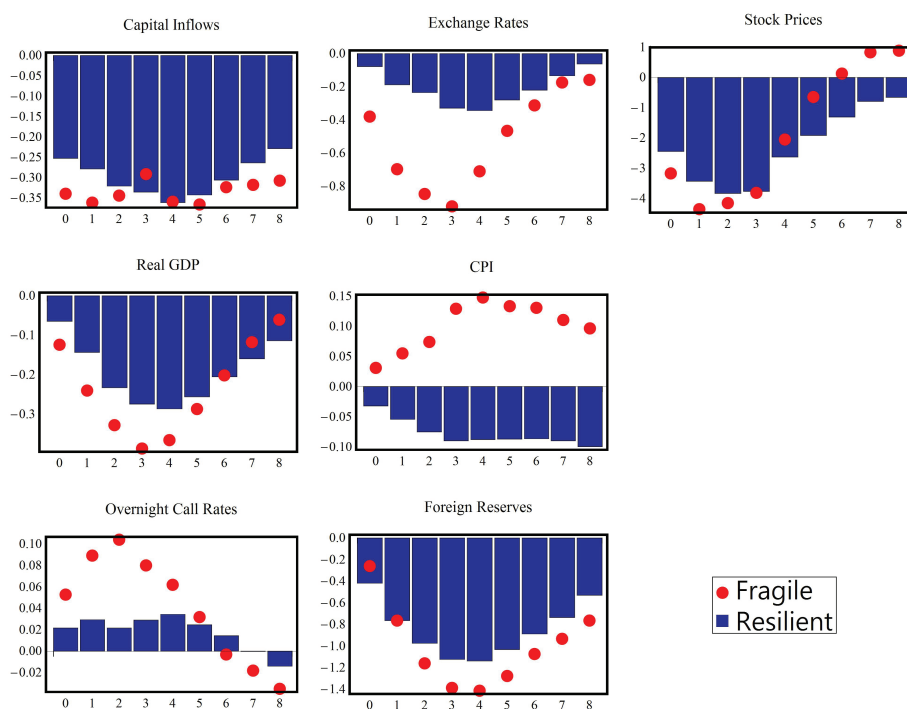 Capital Inflows
0.00
−0.05
−0.10
−0.15
−0.20
−0.25
−0.30
−0.35
0 1 2 3 4 5 6 7 8
Exchange Rates
0.0
−0.2
−0.4
−0.6
−0.8
0 1 2 3 4 5 6 7 8
Stock Prices
1
0
−1
−2
−3
−4
0 1 2 3 4 5 6 7 8
Real GDP
0.0
−0.1
−0.2
−0.3
0 1 2 3 4 5 6 7 8
CPI
0.15
0.10
0.05
0.00
−0.05
−0.10
0 1 2 3 4 5 6 7 8
Overnight Call Rates
0.10
0.08
0.06
0.04
0.02
0.00
−0.02
0 1 2 3 4 5 6 7 8
Foreign Reserves
0.0
−0.2
−0.4
−0.6
−0.8
−1.0
−1.2
−1.4
0 1 2 3 4 5 6 7 8
Fragile
Resilient